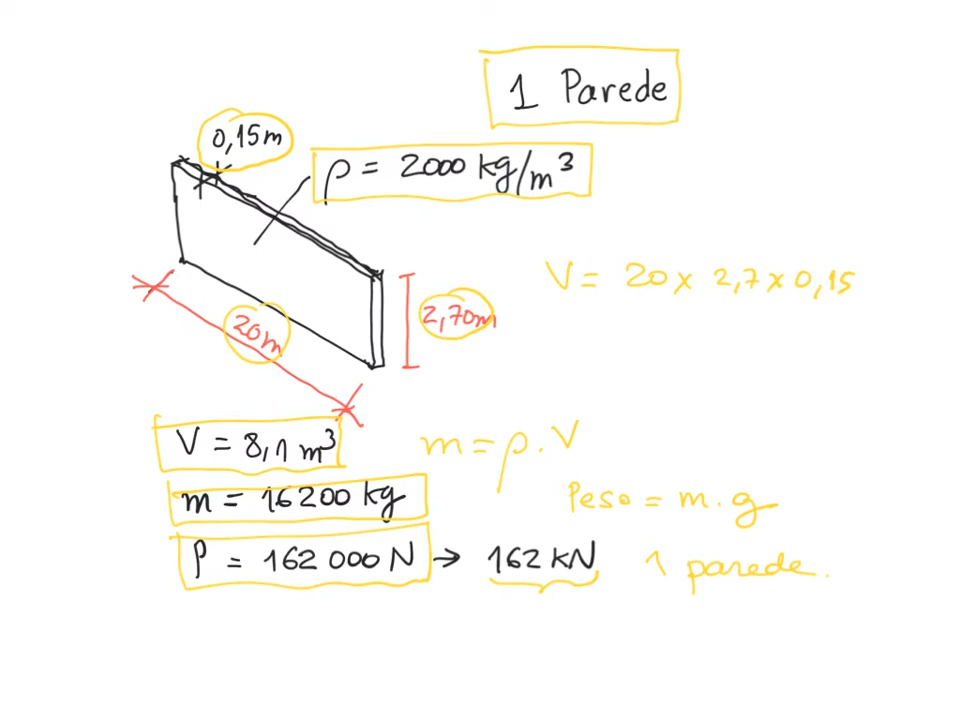 1 Parede
0,15m
ρ = 2000 kg/m³
V = 20 x 2,7 x 0,15
2,70m
20m
V = 8,1 m³
m = ρ . V
m = 16200 kg
Peso = m . g
P = 162 000 N → 162 kN
1 parede.